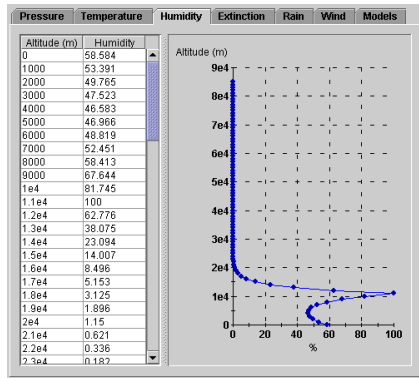 Pressure Temperature Humidity Extinction Rain Wind Models
Altitude (m) Humidity
0 58.584
1000 53.391
2000 49.765
3000 47.523
4000 46.583
5000 46.966
6000 48.819
7000 52.451
8000 58.413
9000 67.644
1e4 81.745
1.1e4 100
1.2e4 62.776
1.3e4 38.075
1.4e4 23.094
1.5e4 14.007
1.6e4 8.496
1.7e4 5.153
1.8e4 3.125
1.9e4 1.896
2e4 1.15
2.1e4 0.621
2.2e4 0.336
2.3e4 0.182
Altitude (m)
9e4
8e4
7e4
6e4
5e4
4e4
3e4
2e4
1e4
0
0 20 40 60 80 100
%